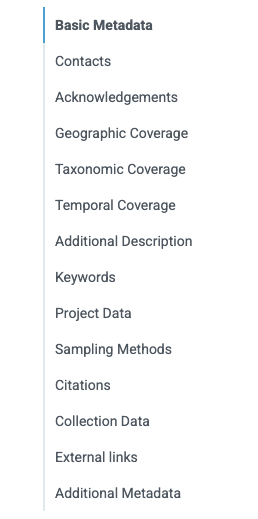 Basic Metadata
Contacts
Acknowledgements
Geographic Coverage
Taxonomic Coverage
Temporal Coverage
Additional Description
Keywords
Project Data
Sampling Methods
Citations
Collection Data
External links
Additional Metadata